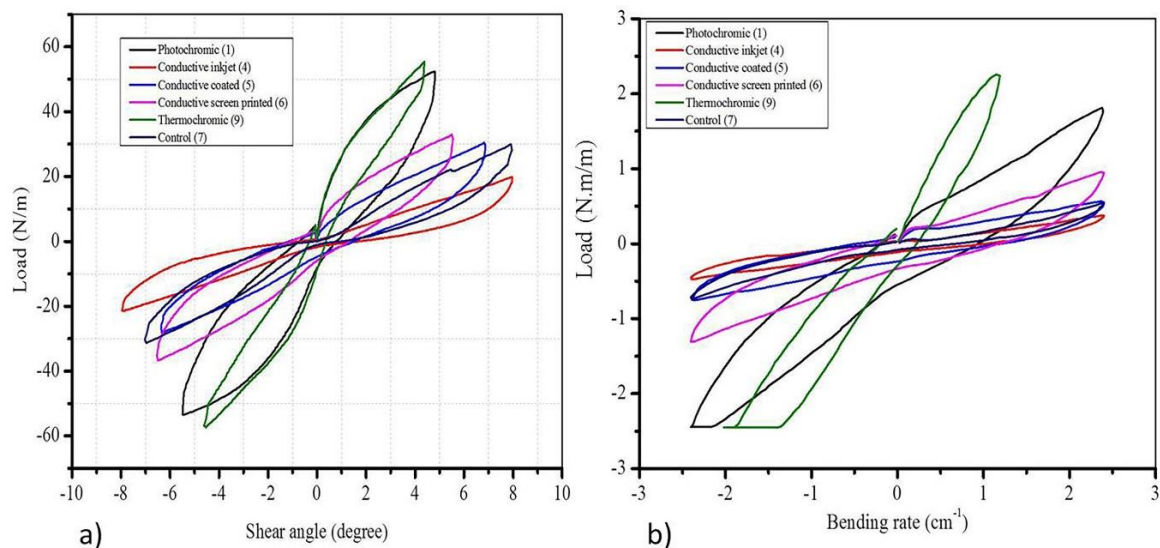 60
40
20
0
-20
-40
-60
Load (N/m)
Photochromic (1)
Conductive inkjet (4)
Conductive coated (5)
Conductive screen printed (6)
Thermochromic (9)
Control (7)
-10 -8 -6 -4 -2 0 2 4 6 8 10
a)
Shear angle (degree)
3
2
1
0
-1
-2
-3
Load (N.m/m)
Photochromic (1)
Conductive inkjet (4)
Conductive coated (5)
Conductive screen printed (6)
Thermochromic (9)
Control (7)
-3 -2 -1 0 1 2 3
b)
Bending rate (cm-1)